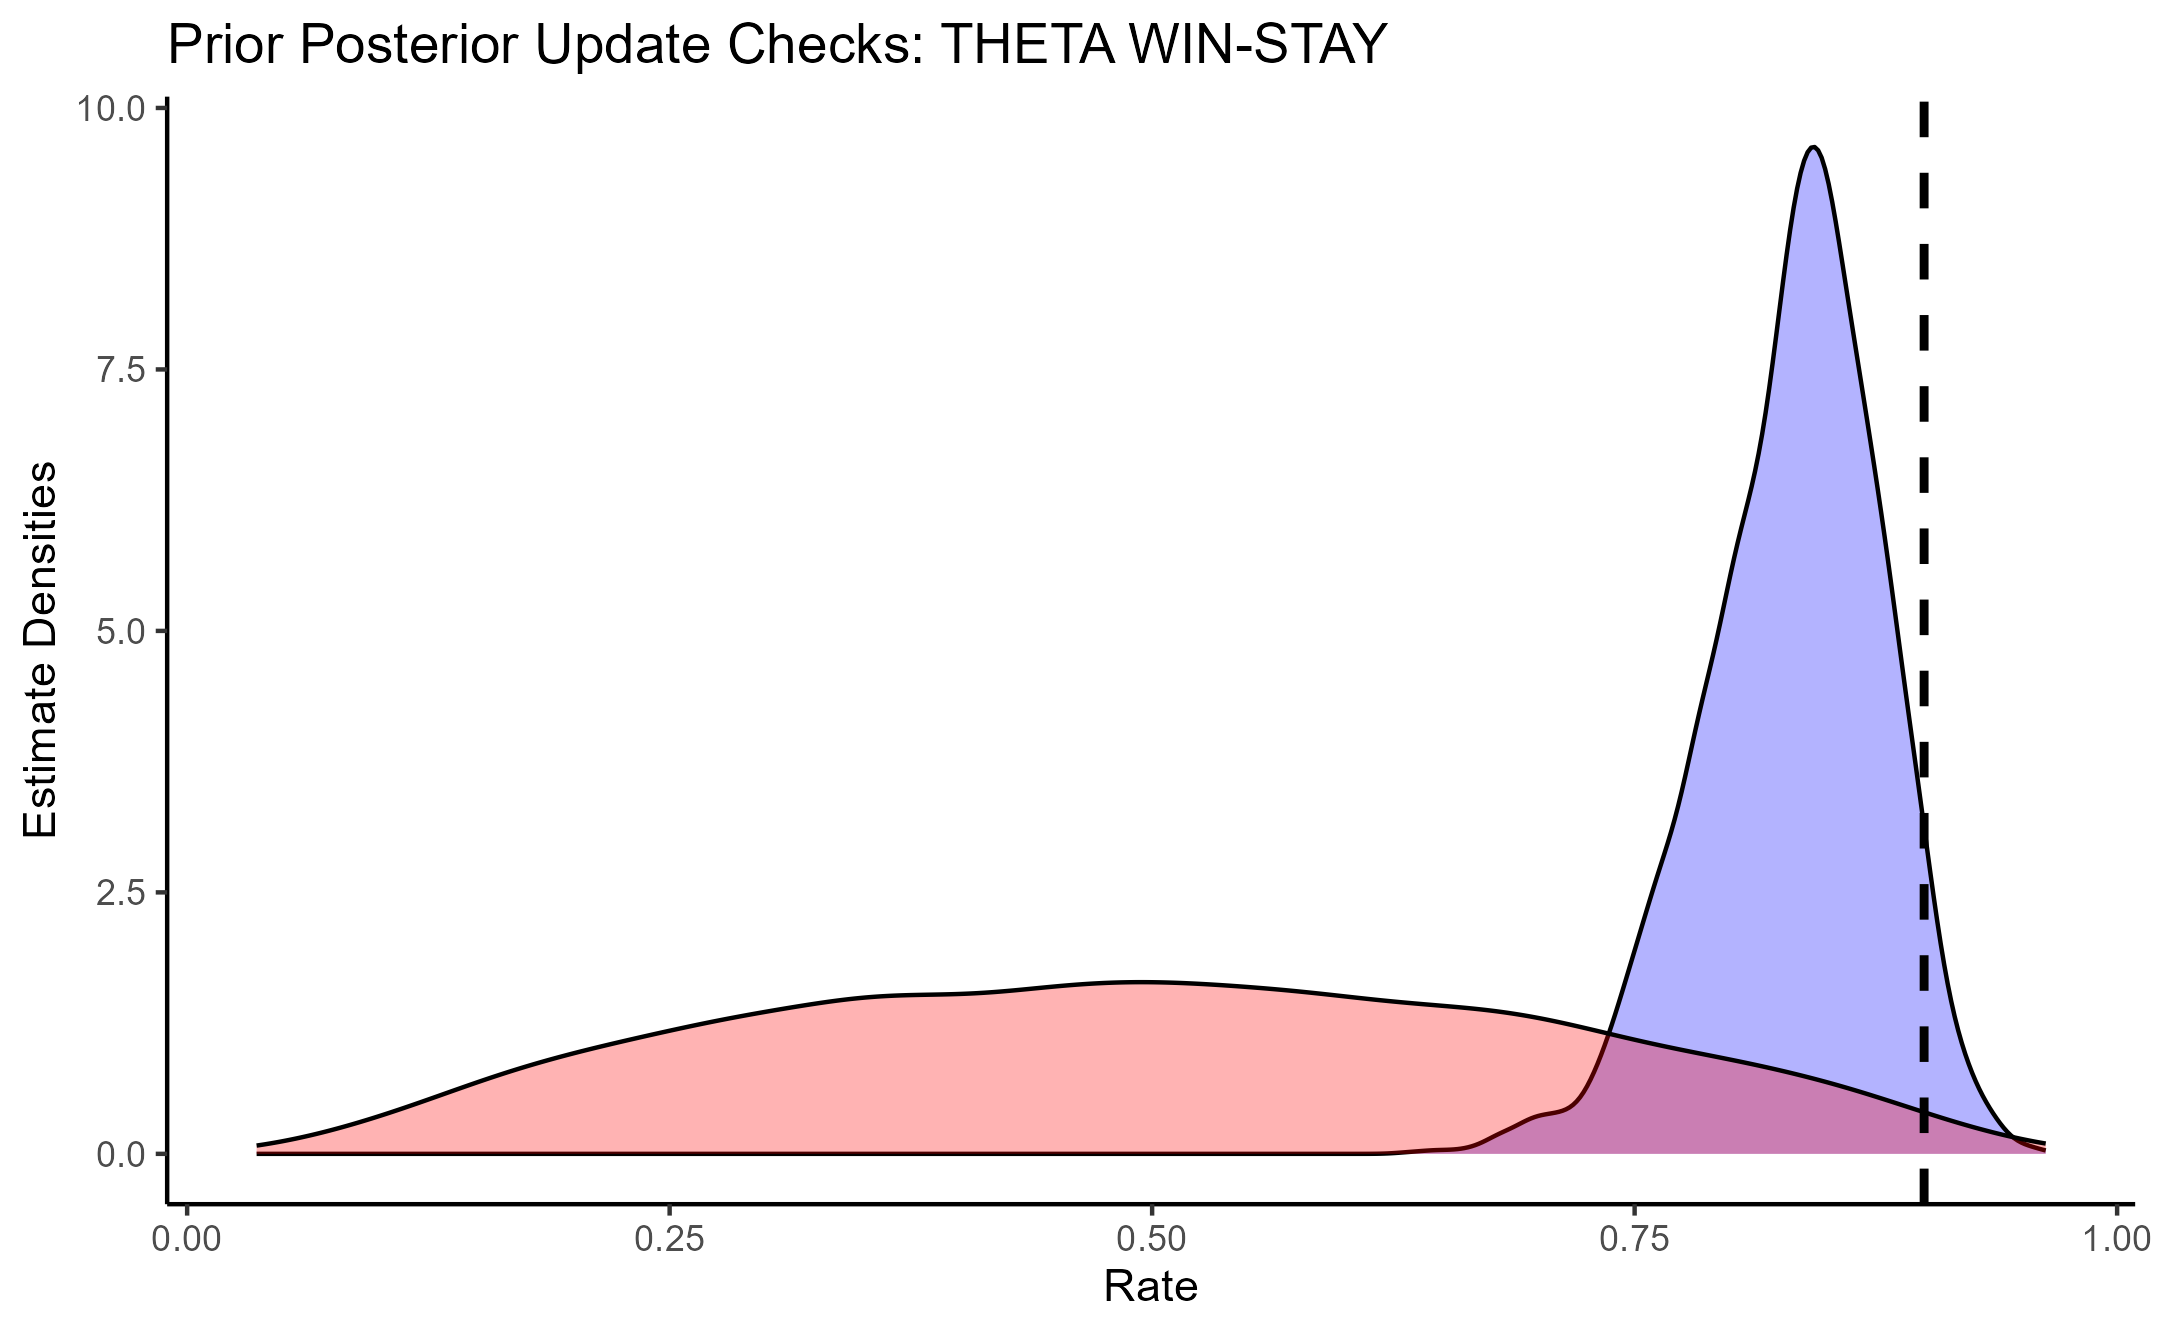 Prior Posterior Update Checks: THETA WIN-STAY
10.0
7.5
5.0
2.5
0.0
Estimate Densities
0.00 0.25 0.50 0.75 1.00
Rate